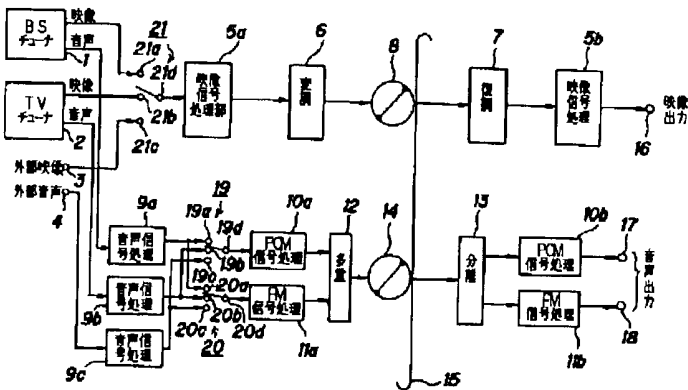 BS
チューナ
映像
音声
1
TV
チューナ
映像
音声
2
外部映像
3
外部音声
4
21
21a
21d
21b
21c
5a
映像
信号
処理部
6
変調
8
7
復調
5b
映像
信号
処理
映像
出力
16
9a
音声信
号処理
9b
音声信
号処理
9c
音声信
号処理
19
19a
19d
19b
19c
20a
20b
20d
20c
20
10a
PCM
信号処理
FM
信号処理
11a
12
多重
14
15
13
分離
10b
PCM
信号処理
17
FM
信号処理
11b
18
音声
出力